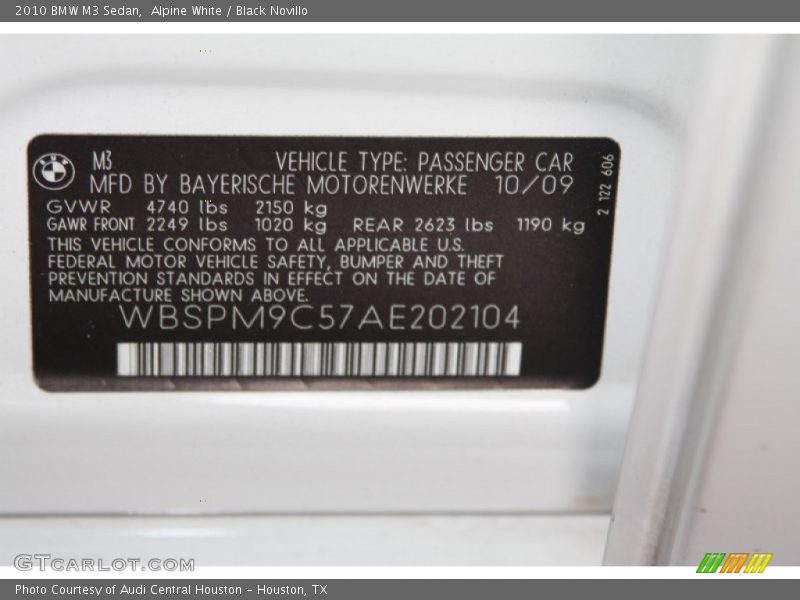 2010 BMW M3 Sedan,  Alpine White / Black Novillo
M3
VEHICLE TYPE: PASSENGER CAR
MFD BY BAYERISCHE MOTORENWERKE 10/09
GVWR 4740 lbs 2150 kg
GAWR FRONT 2249 lbs 1020 kg REAR 2623 lbs 1190 kg
THIS VEHICLE CONFORMS TO ALL APPLICABLE U.S.
FEDERAL MOTOR VEHICLE SAFETY, BUMPER AND THEFT
PREVENTION STANDARDS IN EFFECT ON THE DATE OF
MANUFACTURE SHOWN ABOVE.
WBSPM9C57AE202104
2 122 606
GTCARLOT.COM
Photo Courtesy of Audi Central Houston - Houston, TX